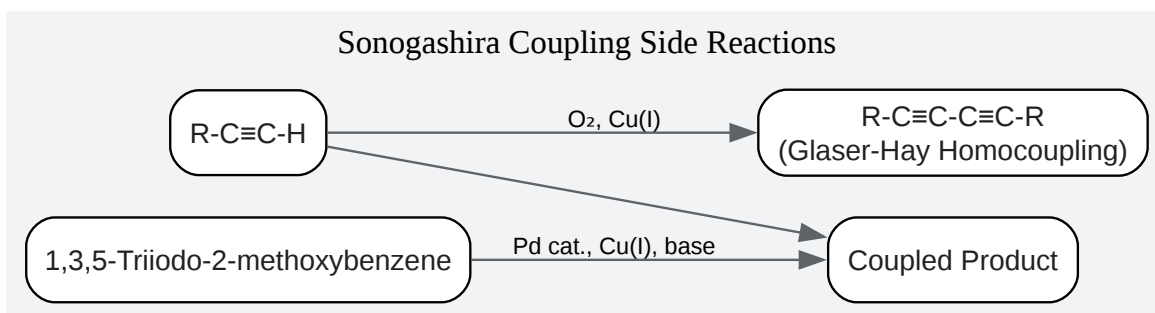 Sonogashira Coupling Side Reactions
R-C≡C-H
O₂, Cu(I)
R-C≡C-C≡C-R
(Glaser-Hay Homocoupling)
1,3,5-Triiodo-2-methoxybenzene
Pd cat., Cu(I), base
Coupled Product